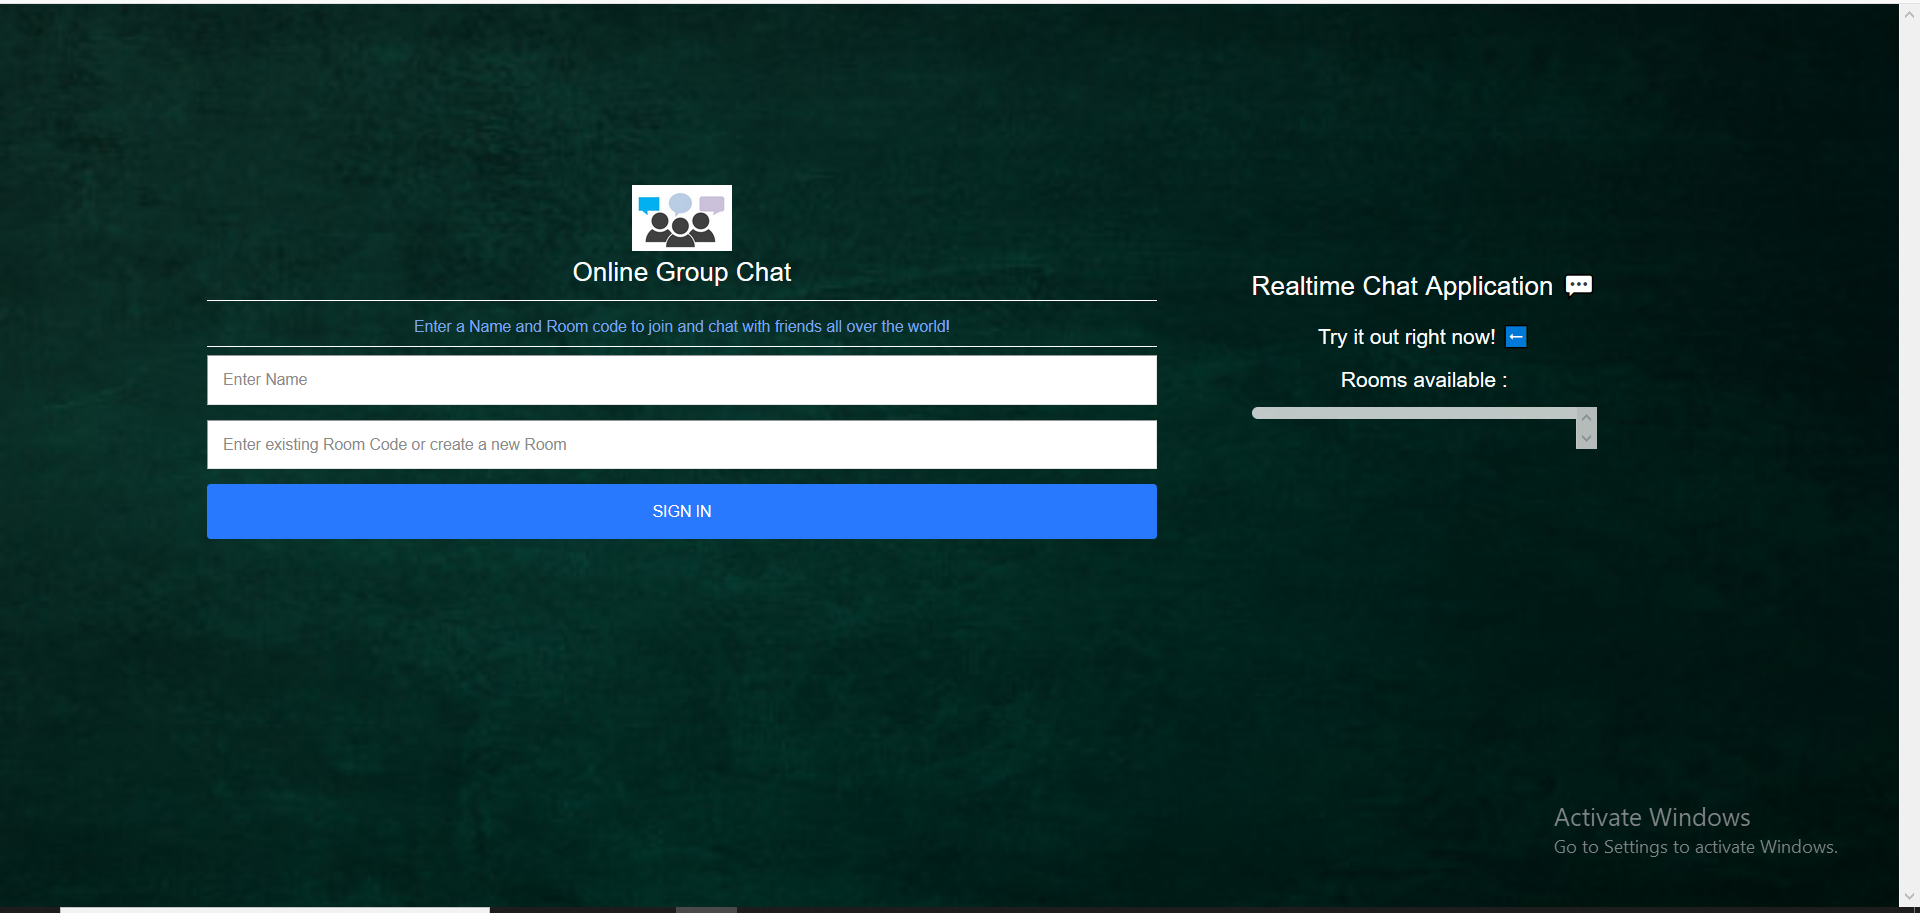 Online Group Chat
Enter a Name and Room code to join and chat with friends all over the world!
Enter Name
Enter existing Room Code or create a new Room
SIGN IN
Realtime Chat Application 💬
Try it out right now! ⬅
Rooms available :
Activate Windows
Go to Settings to activate Windows.